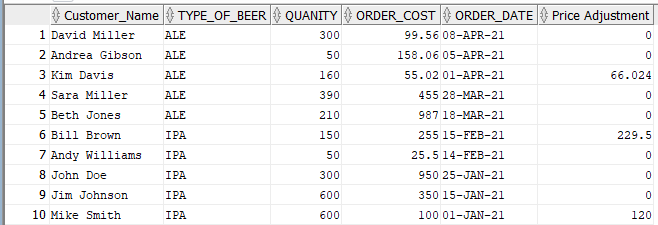 Customer_Name TYPE_OF_BEER QUANITY ORDER_COST ORDER_DATE Price Adjustment
1 David Miller ALE 300 99.56 08-APR-21 0
2 Andrea Gibson ALE 50 158.06 05-APR-21 0
3 Kim Davis ALE 160 55.02 01-APR-21 66.024
4 Sara Miller ALE 390 455 28-MAR-21 0
5 Beth Jones ALE 210 987 18-MAR-21 0
6 Bill Brown IPA 150 255 15-FEB-21 229.5
7 Andy Williams IPA 50 25.5 14-FEB-21 0
8 John Doe IPA 300 950 25-JAN-21 0
9 Jim Johnson IPA 600 350 15-JAN-21 0
10 Mike Smith IPA 600 100 01-JAN-21 120